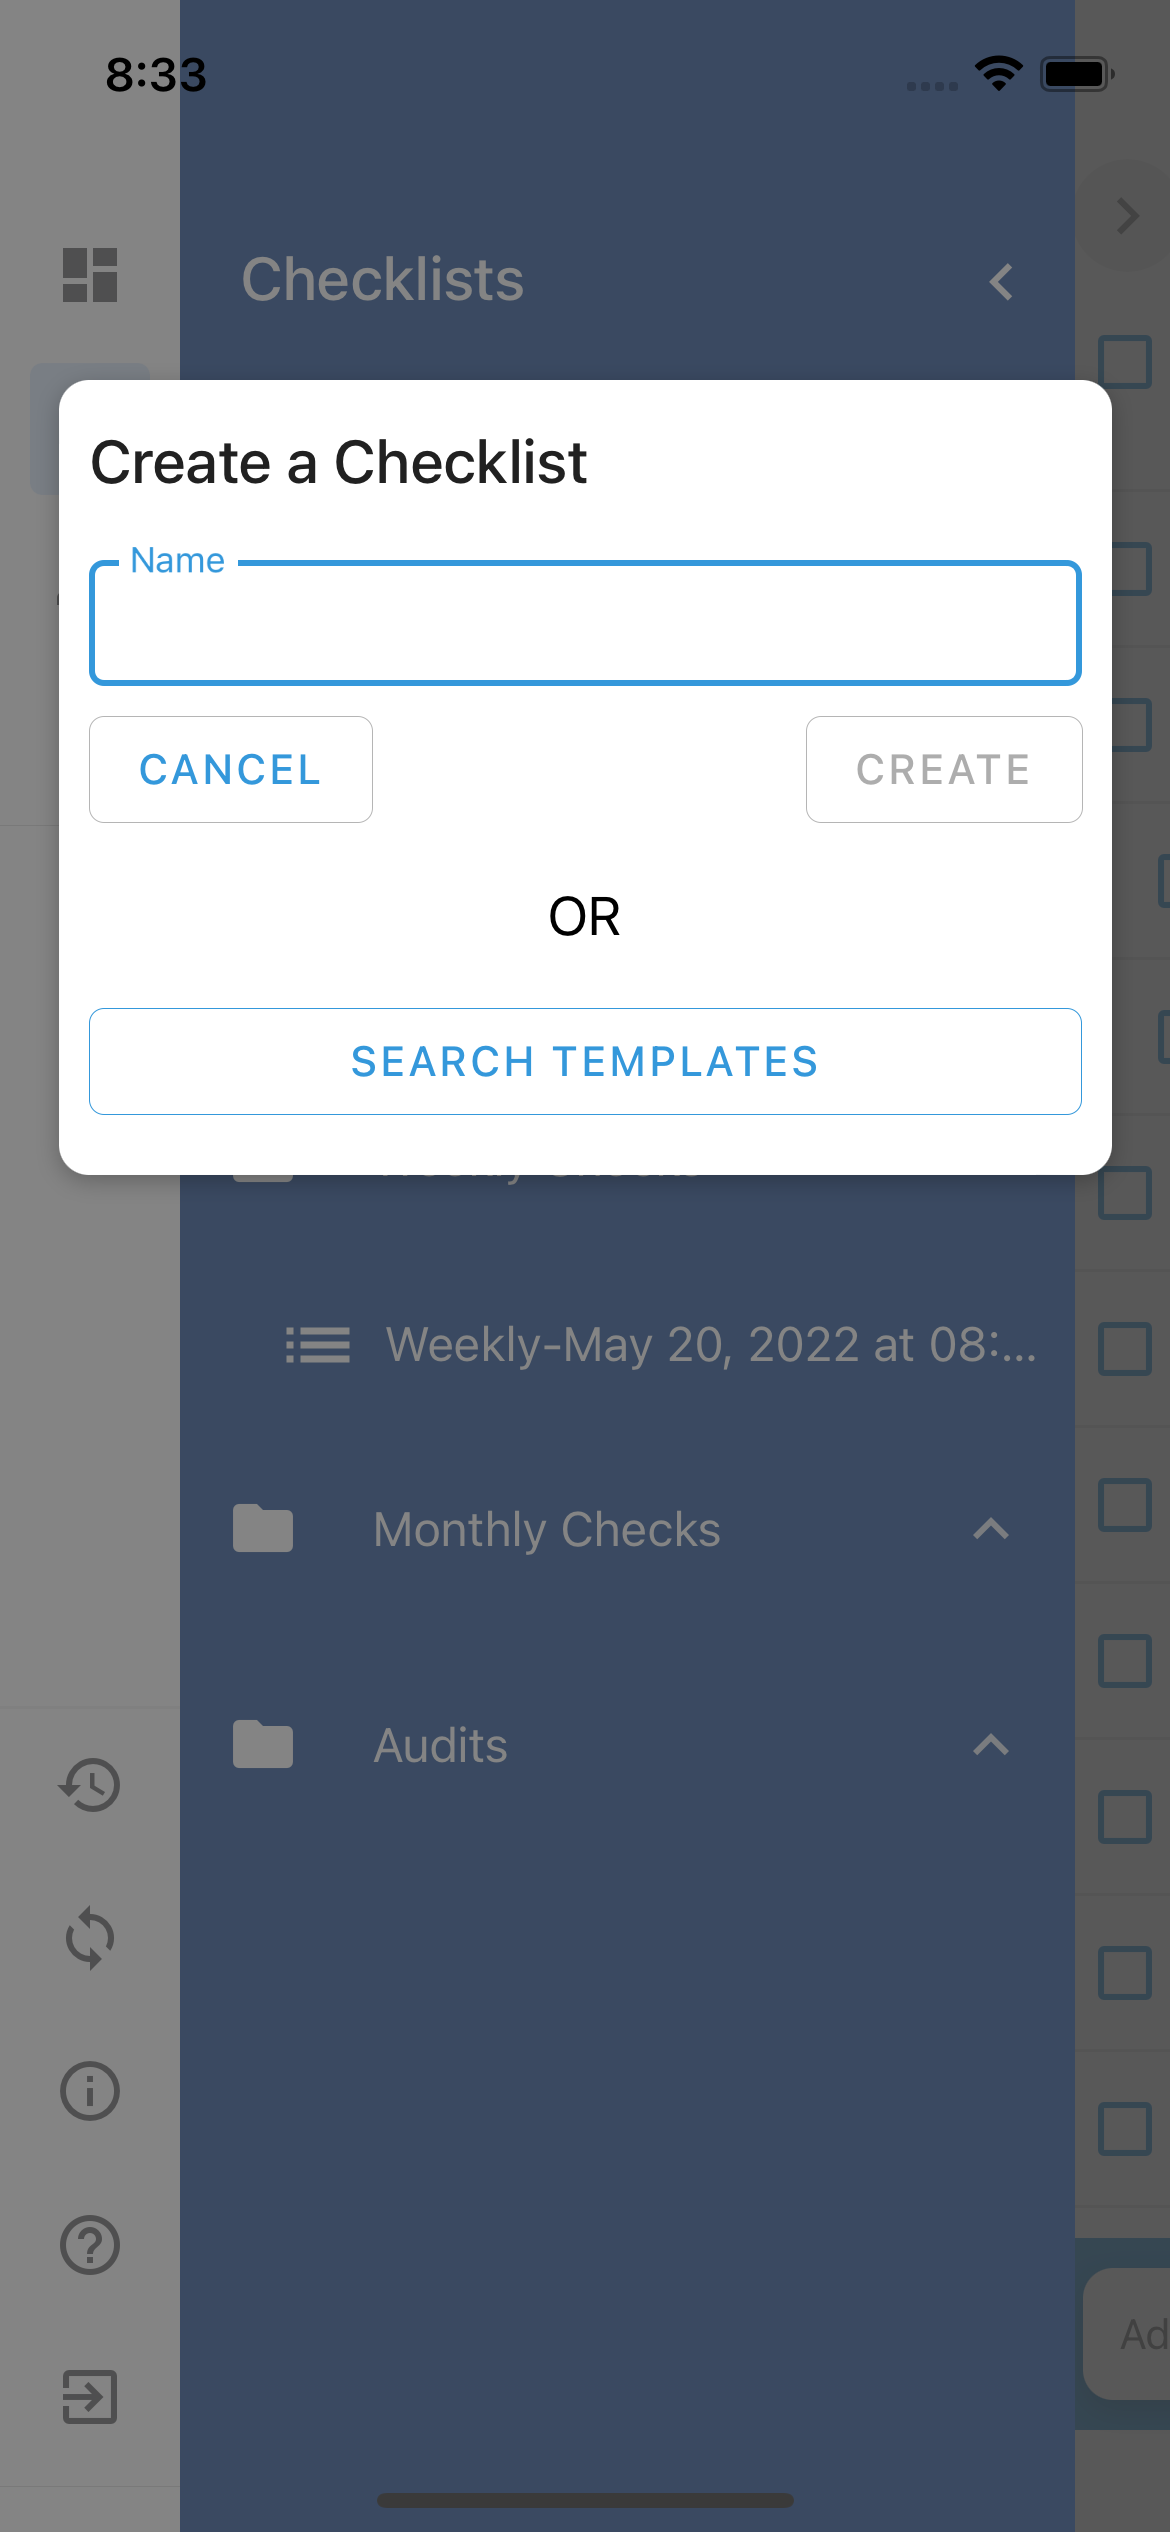 8:33
Checklists
Create a Checklist
Name
CANCEL
CREATE
OR
SEARCH TEMPLATES
Weekly-May 20, 2022 at 08:...
Monthly Checks
Audits
Ad